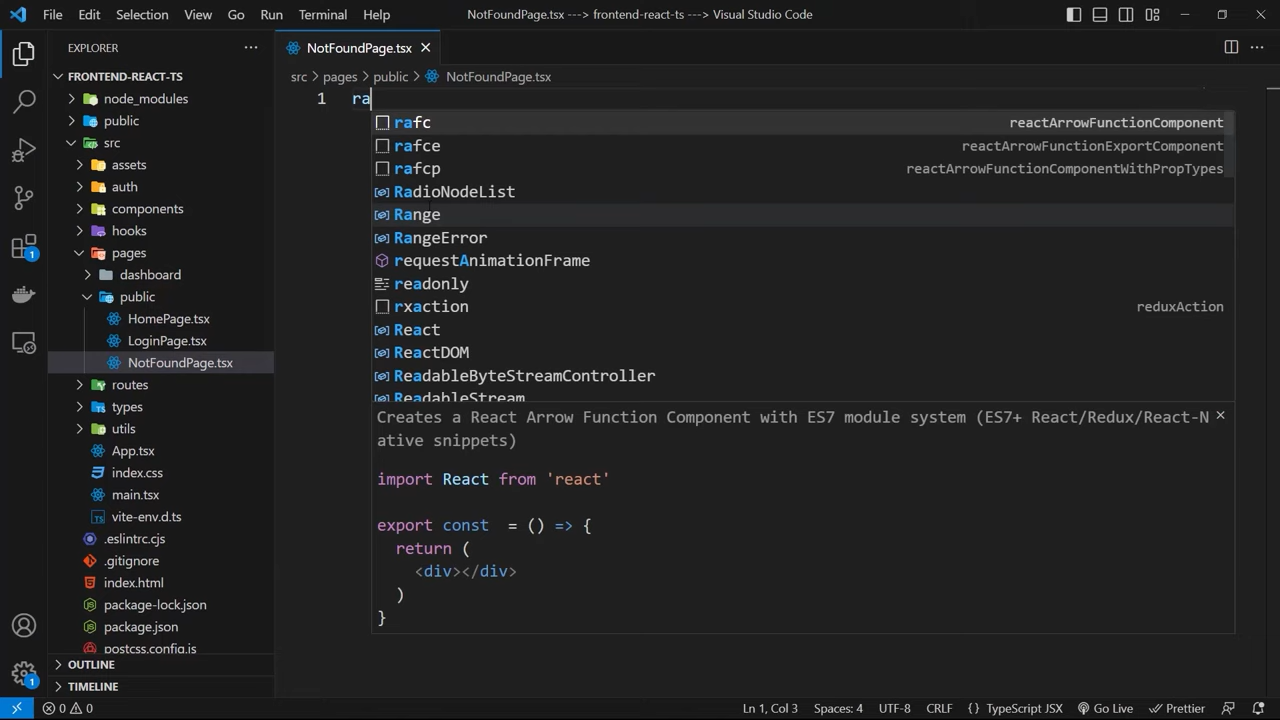 File Edit Selection View Go Run Terminal Help NotFoundPage.tsx ---> frontend-react-ts ---> Visual Studio Code
EXPLORER
FRONTEND-REACT-TS
node_modules
public
src
assets
auth
components
hooks
pages
dashboard
public
HomePage.tsx
LoginPage.tsx
NotFoundPage.tsx
routes
types
utils
App.tsx
index.css
main.tsx
vite-env.d.ts
.eslintrc.cjs
.gitignore
index.html
package-lock.json
package.json
postcss.config.js
OUTLINE
TIMELINE
1
1
NotFoundPage.tsx
src > pages > public > NotFoundPage.tsx
1 ra
rafc reactArrowFunctionComponent
rafce reactArrowFunctionExportComponent
rafcp reactArrowFunctionComponentWithPropTypes
RadioNodeList
Range
RangeError
requestAnimationFrame
readonly
rxaction reduxAction
React
ReactDOM
ReadableByteStreamController
ReadableStream
Creates a React Arrow Function Component with ES7 module system (ES7+ React/Redux/React-N
ative snippets)
import React from 'react'
export const  = () => {
return (
<div></div>
)
}
0 0 Ln 1, Col 3 Spaces: 4 UTF-8 CRLF {} TypeScript JSX Go Live Prettier